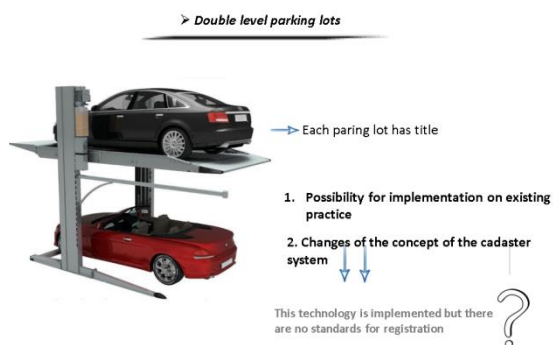 ➢ Double level parking lots
Each paring lot has title
1. Possibility for implementation on existing
practice
2. Changes of the concept of the cadaster
system
This technology is implemented but there
are no standards for registration
?